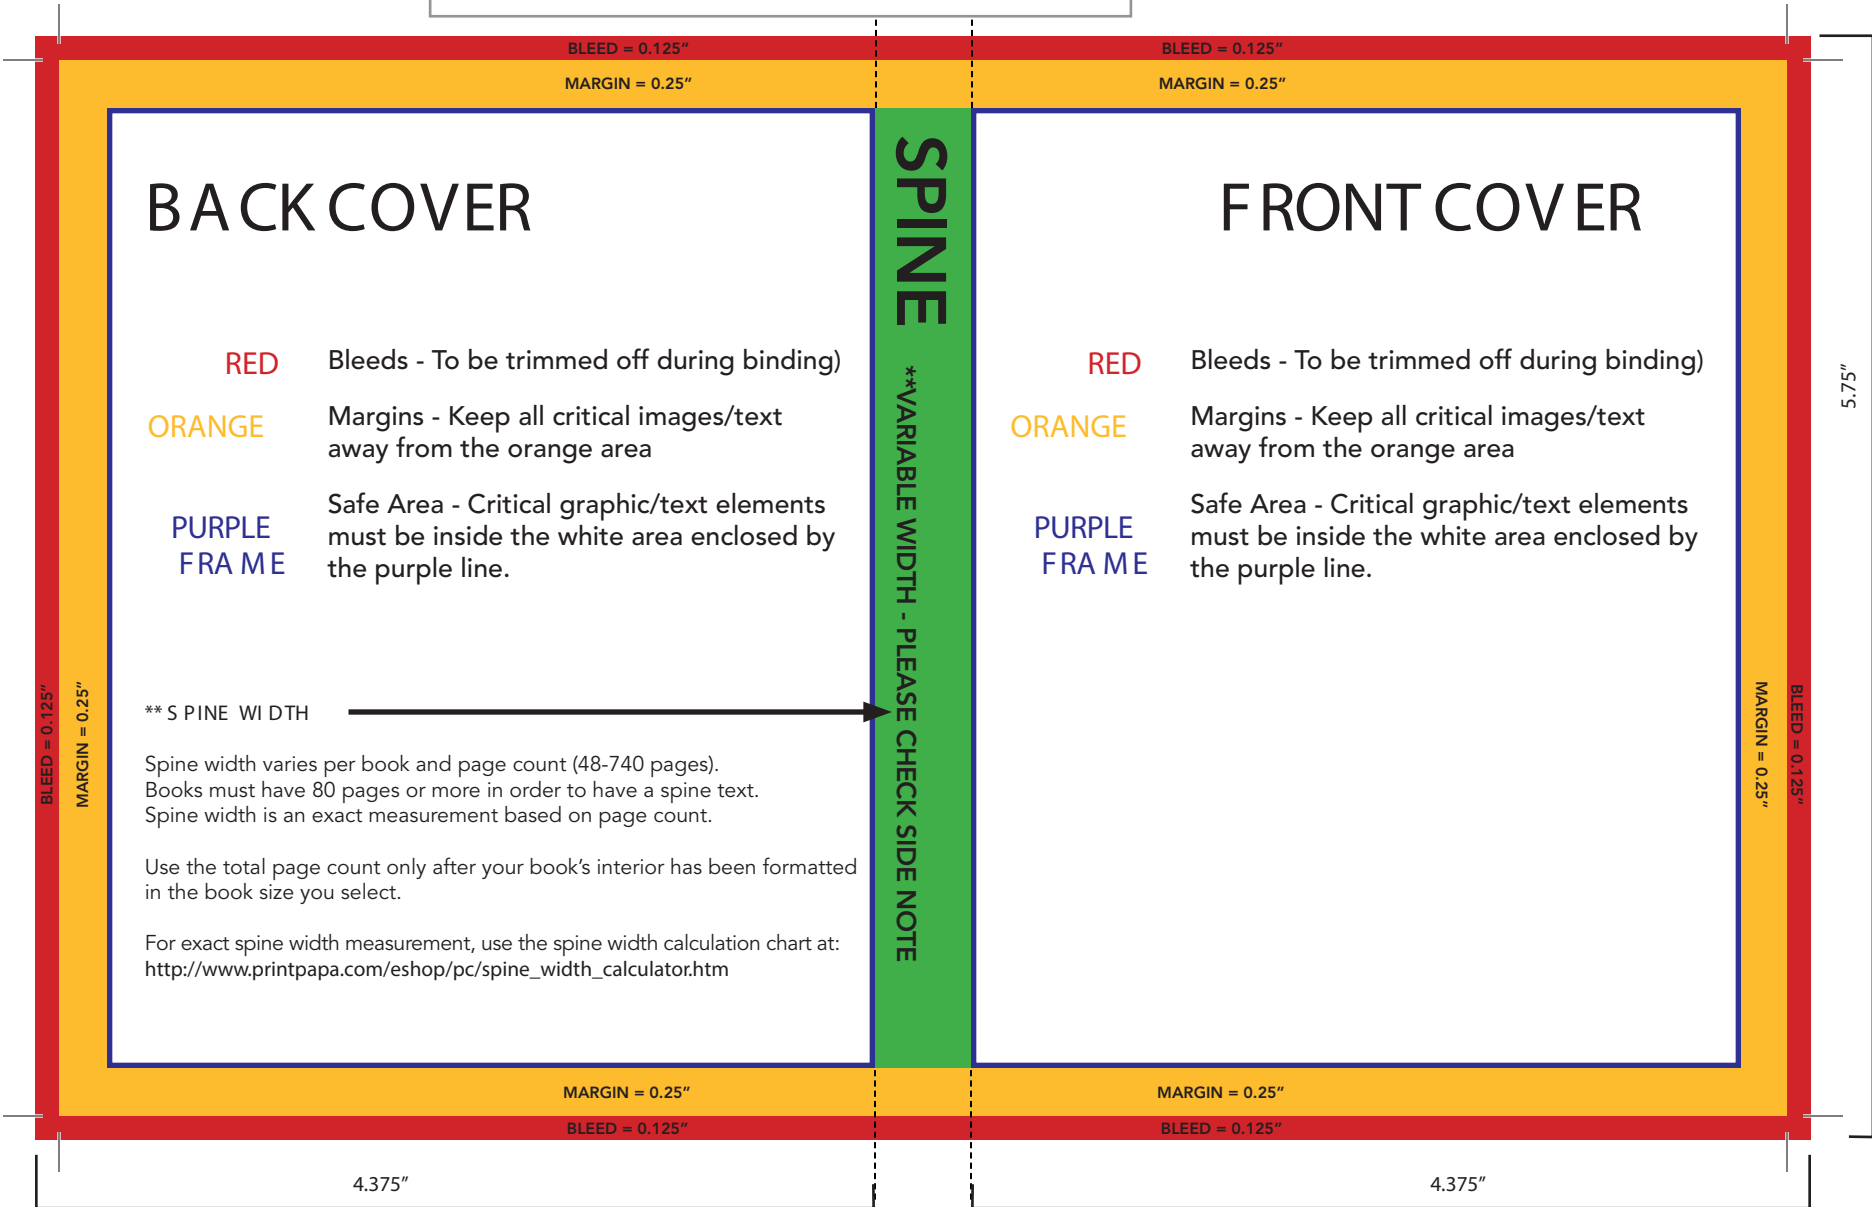 BLEED = 0.125"
BLEED = 0.125"
MARGIN = 0.25"
MARGIN = 0.25"
BACK COVER
RED
Bleeds - To be trimmed off during binding)
ORANGE
Margins - Keep all critical images/text
away from the orange area
PURPLE
FRAME
Safe Area - Critical graphic/text elements
must be inside the white area enclosed by
the purple line.
** SPINE WIDTH
Spine width varies per book and page count (48-740 pages).
Books must have 80 pages or more in order to have a spine text.
Spine width is an exact measurement based on page count.
Use the total page count only after your book’s interior has been formatted
in the book size you select.
For exact spine width measurement, use the spine width calculation chart at:
http://www.printpapa.com/eshop/pc/spine_width_calculator.htm
BLEED = 0.125"
MARGIN = 0.25"
SPINE
**VARIABLE WIDTH - PLEASE CHECK SIDE NOTE
FRONT COVER
RED
Bleeds - To be trimmed off during binding)
ORANGE
Margins - Keep all critical images/text
away from the orange area
PURPLE
FRAME
Safe Area - Critical graphic/text elements
must be inside the white area enclosed by
the purple line.
MARGIN = 0.25"
BLEED = 0.125"
5.75"
MARGIN = 0.25"
MARGIN = 0.25"
BLEED = 0.125"
BLEED = 0.125"
4.375"
4.375"